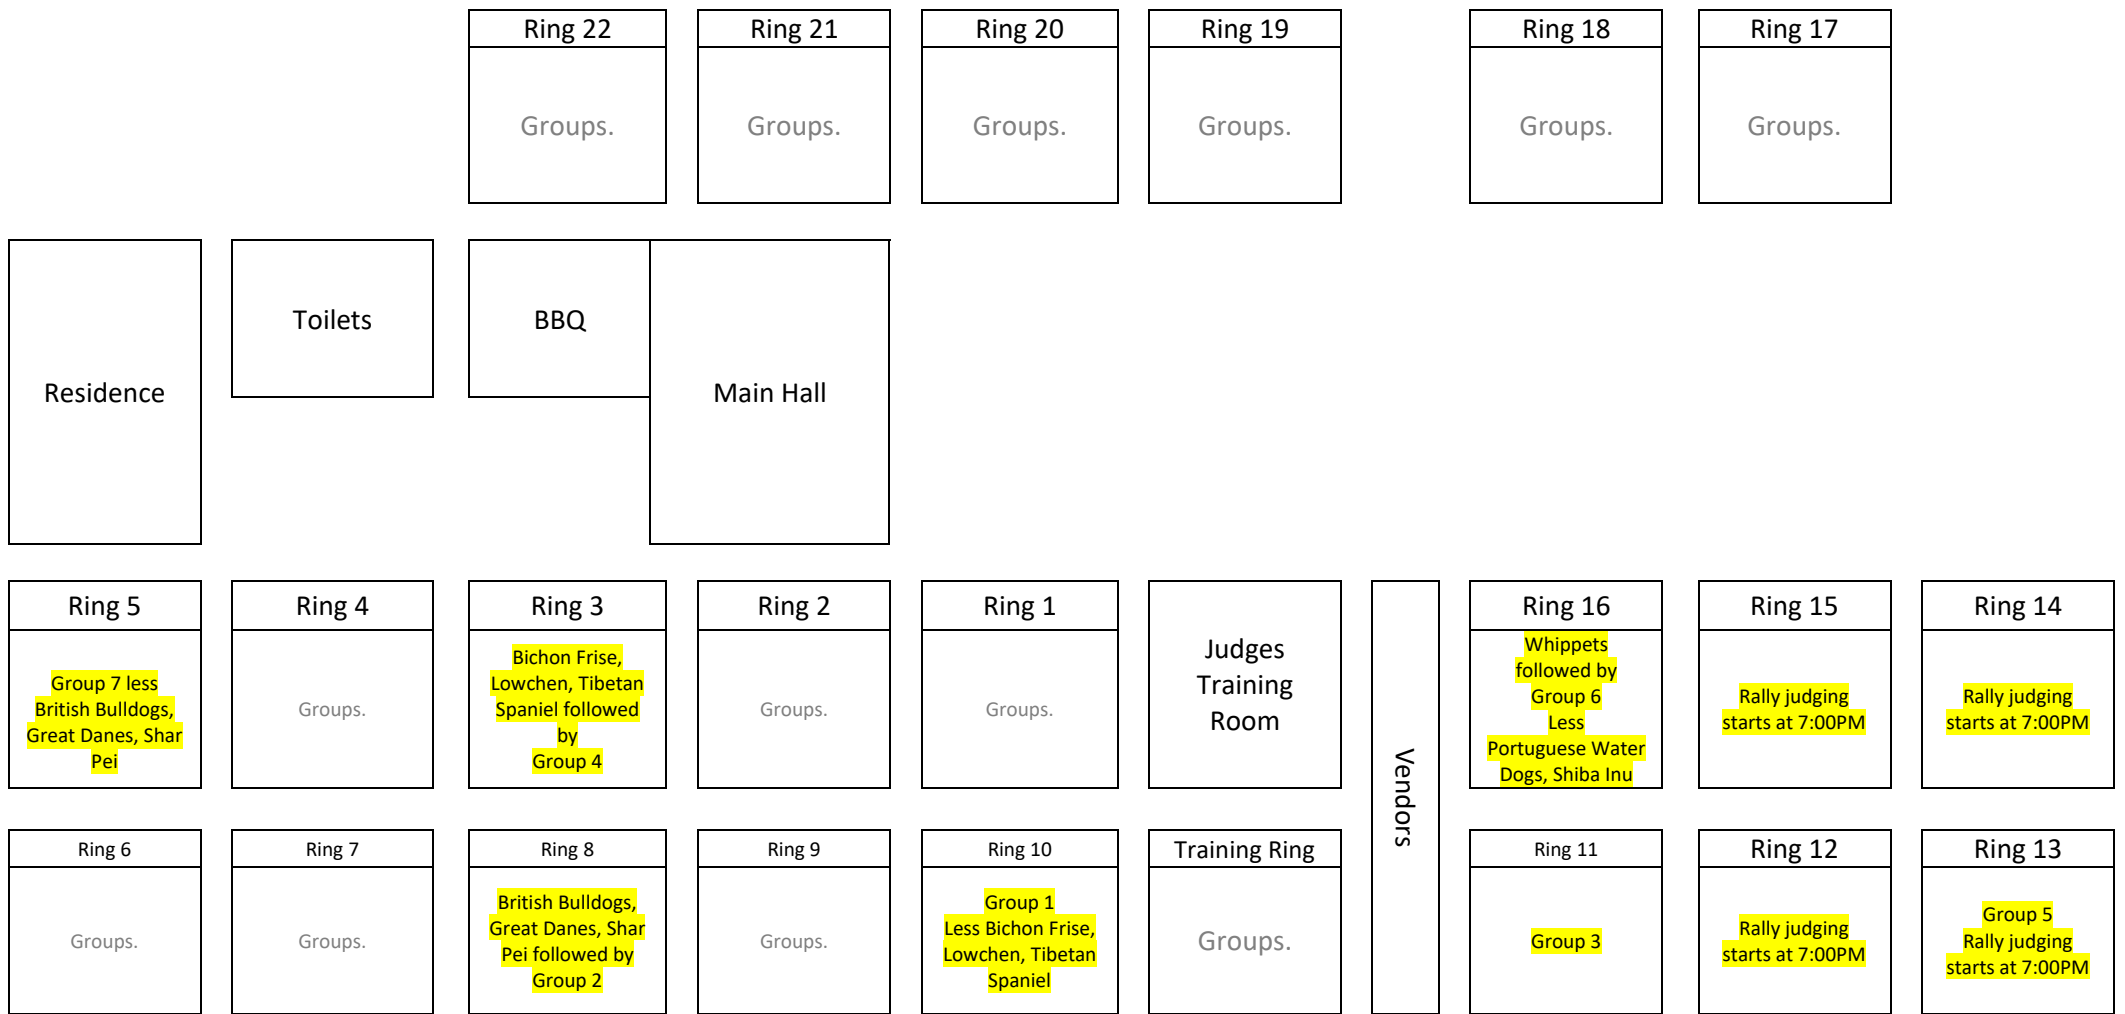 Ring 22
Ring 21
Ring 20
Ring 19
Ring 18
Ring 17
Groups.
Groups.
Groups.
Groups.
Groups.
Groups.
Residence
Toilets
BBQ
Main Hall
Ring 5
Group 7 less
British Bulldogs,
Great Danes, Shar
Pei
Ring 4
Groups.
Ring 3
Bichon Frise,
Lowchen, Tibetan
Spaniel followed
by
Group 4
Ring 2
Groups.
Ring 1
Groups.
Judges
Training
Room
Vendors
Ring 16
Whippets
followed by
Group 6
Less
Portuguese Water
Dogs, Shiba Inu
Ring 15
Rally judging
starts at 7:00PM
Ring 14
Rally judging
starts at 7:00PM
Ring 6
Groups.
Ring 7
Groups.
Ring 8
British Bulldogs,
Great Danes, Shar
Pei followed by
Group 2
Ring 9
Groups.
Ring 10
Group 1
Less Bichon Frise,
Lowchen, Tibetan
Spaniel
Training Ring
Groups.
Ring 11
Group 3
Ring 12
Rally judging
starts at 7:00PM
Ring 13
Group 5
Rally judging
starts at 7:00PM